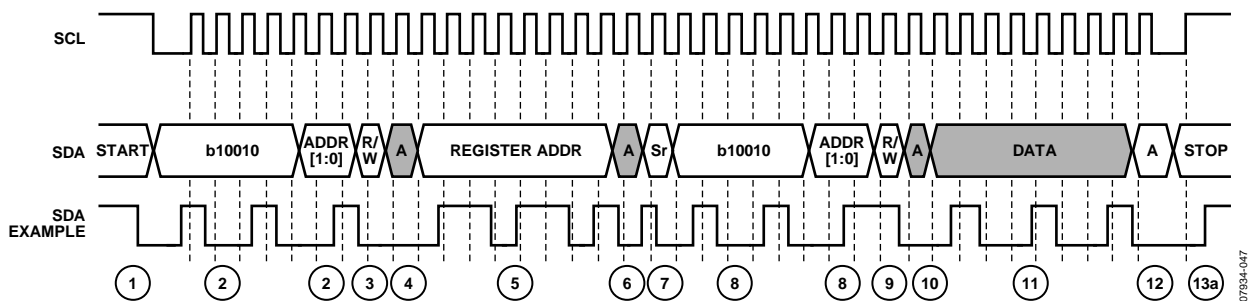 SCL
SDA START b10010 ADDR [1:0] R/W A REGISTER ADDR A Sr b10010 ADDR [1:0] R/W A DATA A STOP
SDA EXAMPLE
1 2 2 3 4 5 6 7 8 8 9 10 11 12 13a
07934-047